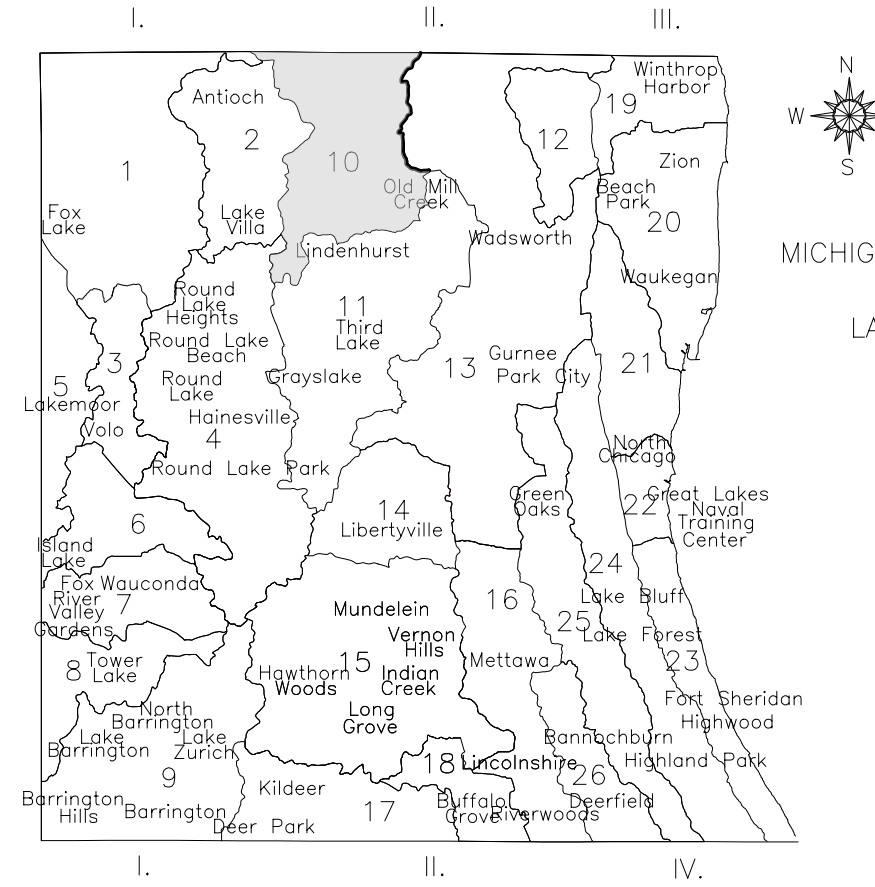 I.
II.
III.
N
W
S
Winthrop
Harbor
19
Antioch
2
12
1
10
Zion
Old Mill
Creek
Beach
Park
20
Fox
Lake
Lake
Villa
Wadsworth
Lindenhurst
MICHIG
Waukegan
Round
Lake
Heights
11
Third
Lake
LA
Round Lake
Beach
3
13
Gurnee
Park City
21
5
Lakemoor
Round
Lake
Grayslake
Volo
Hainesville
4
North
Chicago
Round Lake Park
14
Libertyville
Green
Oaks
22
Great Lakes
Naval
Training
Center
6
Island
Lake
24
Fox
River
Valley
Gardens
Wauconda
7
16
Lake Bluff
Mundelein
25
Lake Forest
Vernon
Hills
8
Tower
Lake
15
Hawthorn
Woods
Indian
Creek
Mettawa
23
Long
Grove
Fort Sheridan
Highwood
North
Barrington
Lake
Barrington
Lake
Zurich
Bannockburn
18
Lincolnshire
Highland Park
9
26
Kildeer
Barrington
Hills
Barrington
17
Buffalo
Grove
Riverwoods
Deerfield
Deer Park
I.
II.
IV.